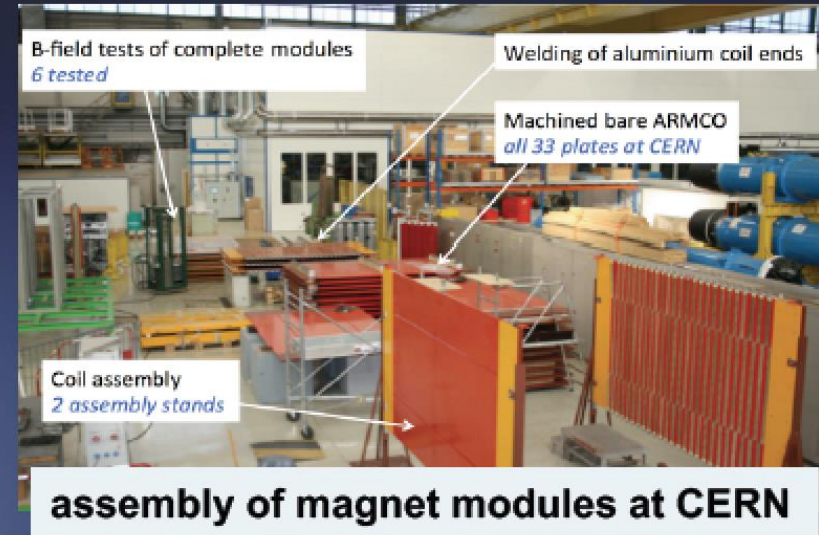 B-field tests of complete modules
6 tested
Welding of aluminium coil ends
Machined bare ARMCO
all 33 plates at CERN
Coil assembly
2 assembly stands
assembly of magnet modules at CERN